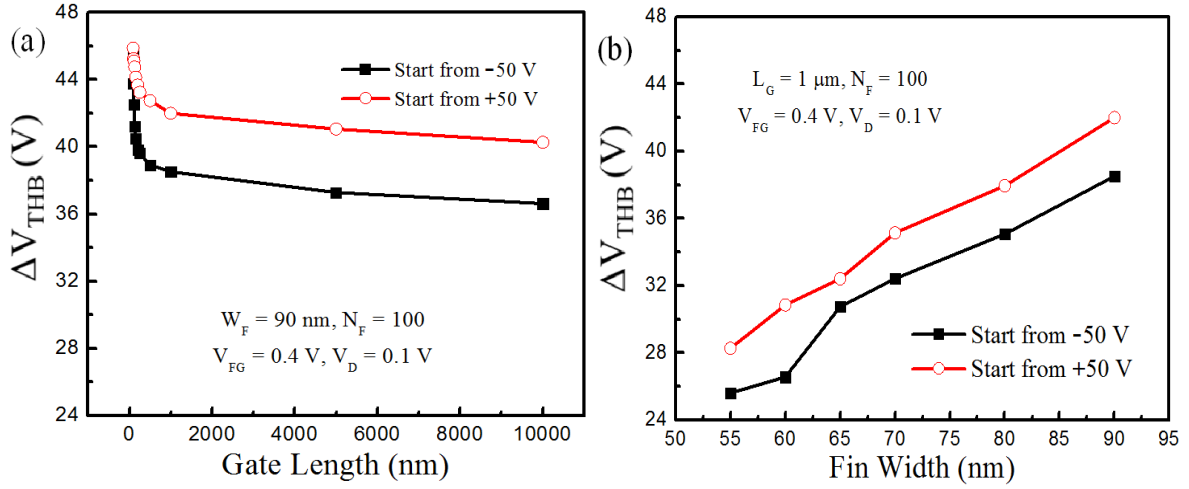 (a)
ΔV_THB (V)
48
44
40
36
32
28
24
Start from −50 V
Start from +50 V
W_F = 90 nm, N_F = 100
V_FG = 0.4 V, V_D = 0.1 V
0 2000 4000 6000 8000 10000
Gate Length (nm)
(b)
ΔV_THB (V)
48
44
40
36
32
28
24
L_G = 1 μm, N_F = 100
V_FG = 0.4 V, V_D = 0.1 V
Start from -50 V
Start from +50 V
50 55 60 65 70 75 80 85 90 95
Fin Width (nm)